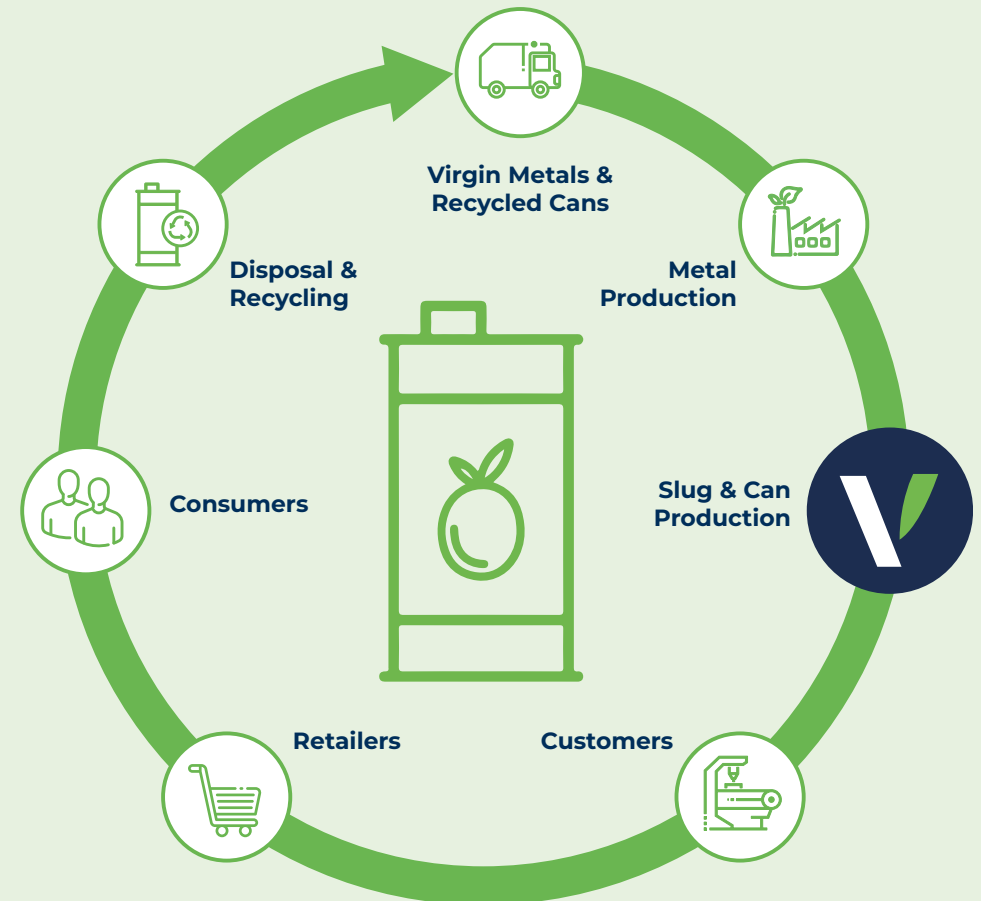 Virgin Metals &
Recycled Cans
Disposal &
Recycling
Metal
Production
Consumers
Slug & Can
Production
Retailers
Customers